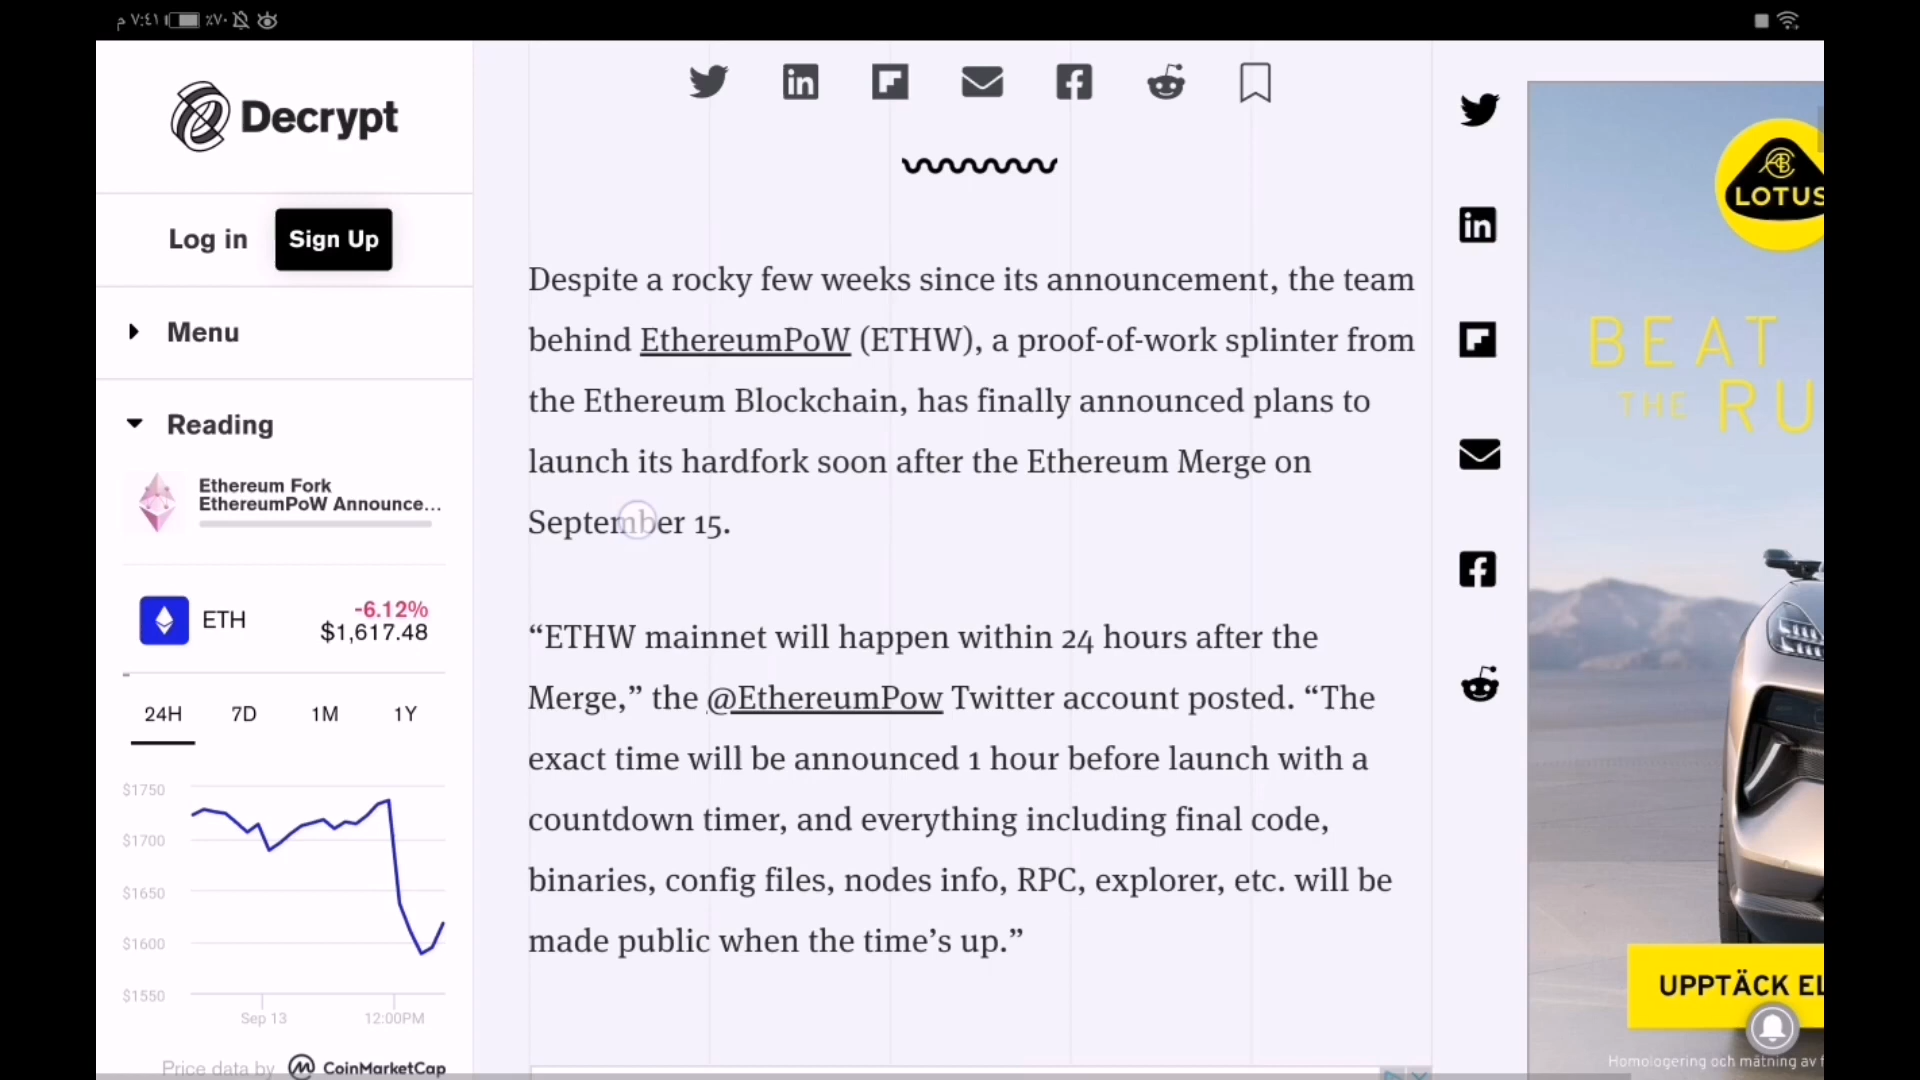 م ٧:٤١ ٪٧٠
Decrypt
Log in
Sign Up
Menu
Reading
Ethereum Fork
EthereumPoW Announce...
ETH
-6.12%
$1,617.48
24H 7D 1M 1Y
$1750
$1700
$1650
$1600
$1550
Sep 13 12:00PM
Price data by CoinMarketCap
Despite a rocky few weeks since its announcement, the team
behind EthereumPoW (ETHW), a proof-of-work splinter from
the Ethereum Blockchain, has finally announced plans to
launch its hardfork soon after the Ethereum Merge on
September 15.
“ETHW mainnet will happen within 24 hours after the
Merge,” the @EthereumPow Twitter account posted. “The
exact time will be announced 1 hour before launch with a
countdown timer, and everything including final code,
binaries, config files, nodes info, RPC, explorer, etc. will be
made public when the time’s up.”
LOTUS
BEAT
THE RU
UPPTÄCK EL
Homologering och mätning av f